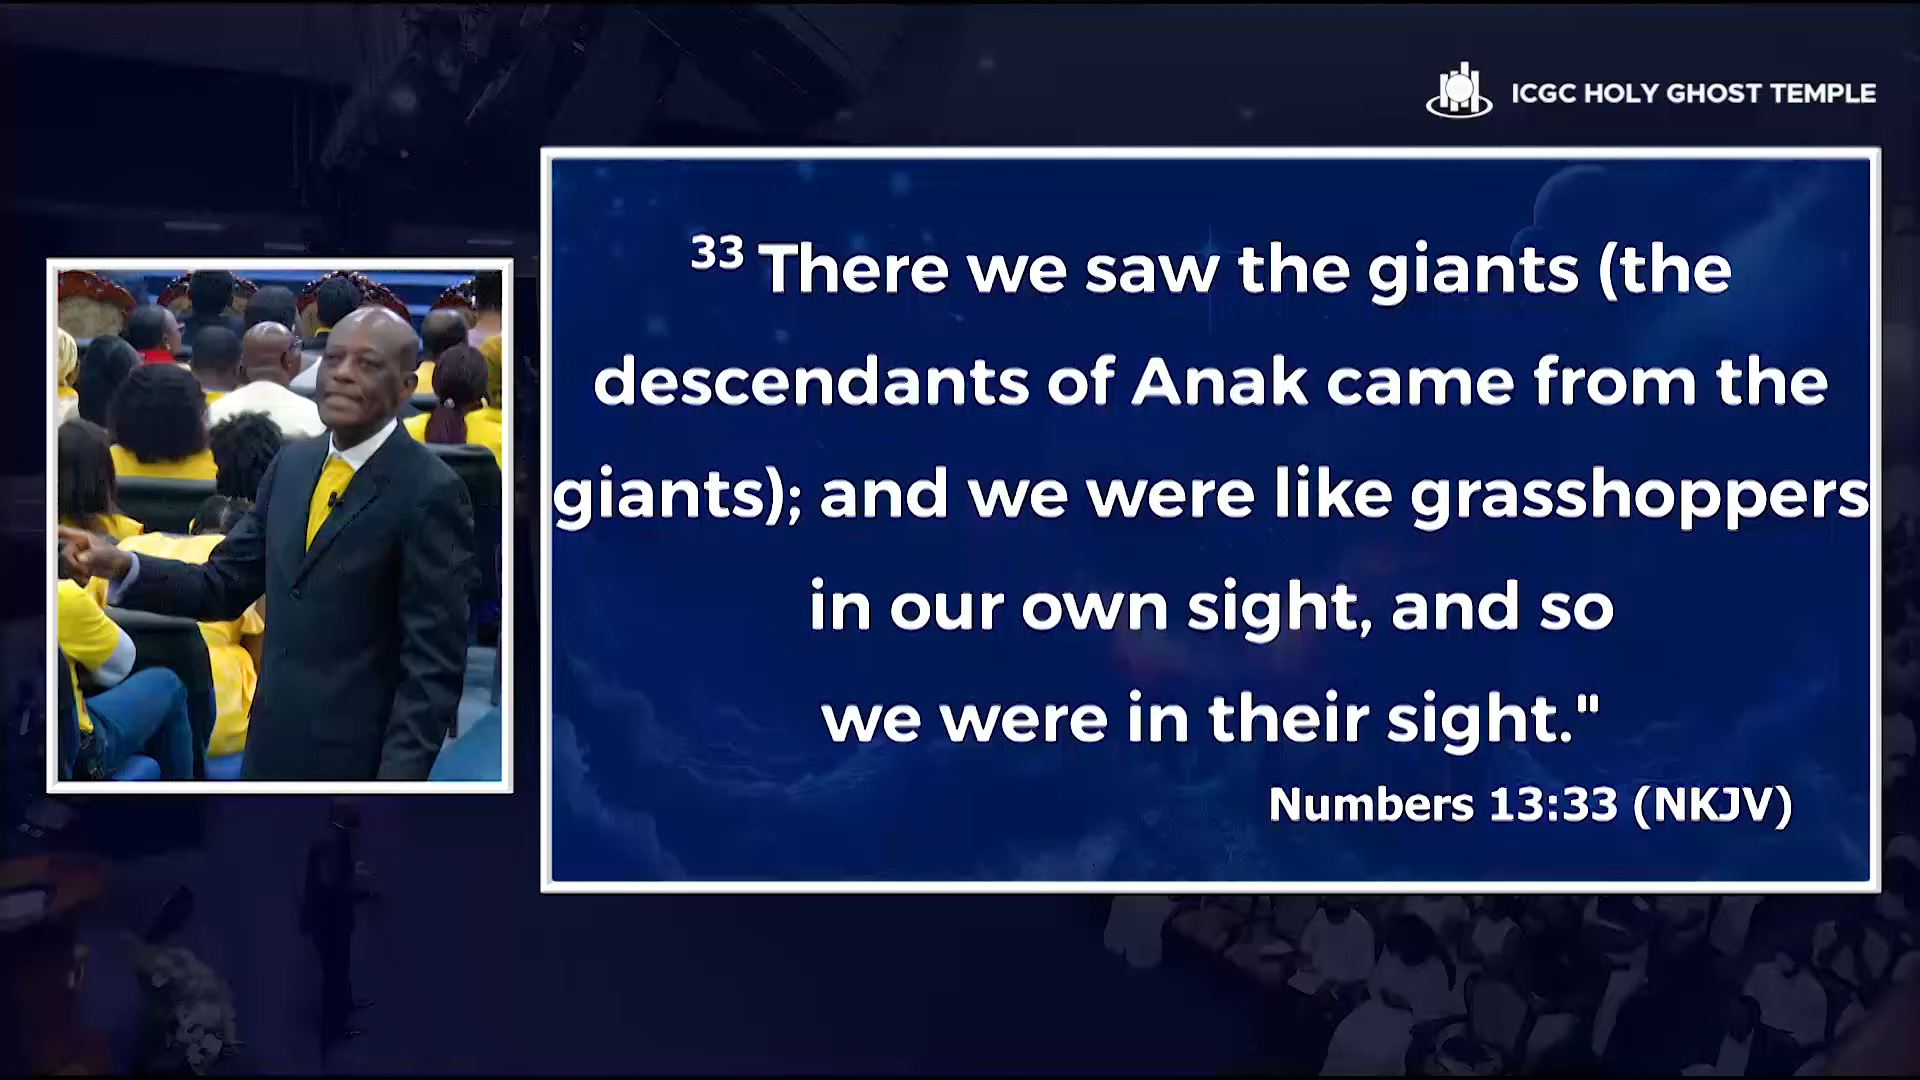 ICGC HOLY GHOST TEMPLE
33 There we saw the giants (the
descendants of Anak came from the
giants); and we were like grasshoppers
in our own sight, and so
we were in their sight."
Numbers 13:33 (NKJV)